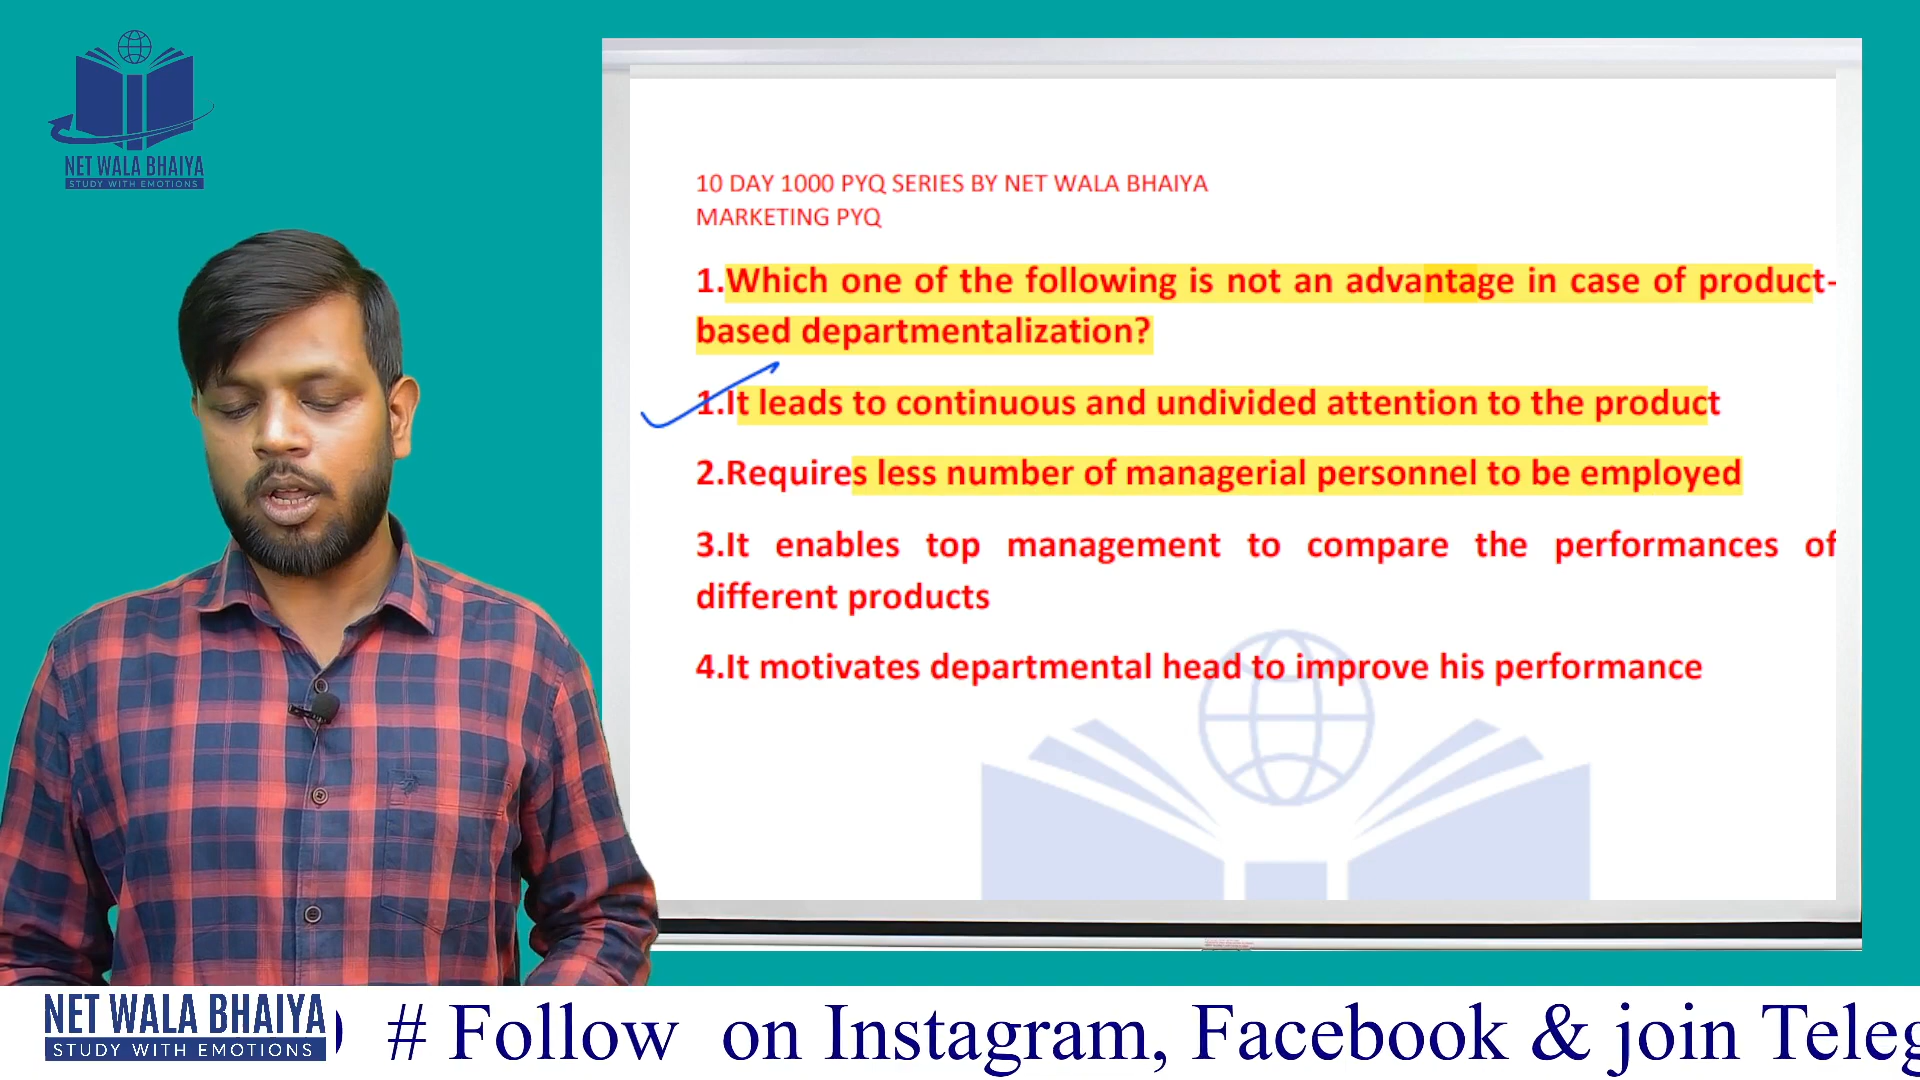 NET WALA BHAIYA
STUDY WITH EMOTIONS
10 DAY 1000 PYQ SERIES BY NET WALA BHAIYA
MARKETING PYQ
1.Which one of the following is not an advantage in case of product-
based departmentalization?
1.It leads to continuous and undivided attention to the product
2.Requires less number of managerial personnel to be employed
3.It enables top management to compare the performances of
different products
4.It motivates departmental head to improve his performance
NET WALA BHAIYA
STUDY WITH EMOTIONS
# Follow on Instagram, Facebook & join Teleg